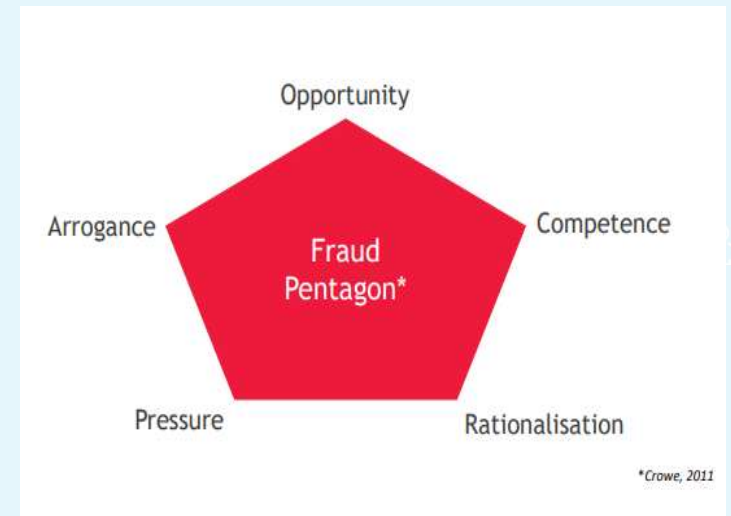 Opportunity
Arrogance
Competence
Fraud
Pentagon*
Pressure
Rationalisation
*Crowe, 2011